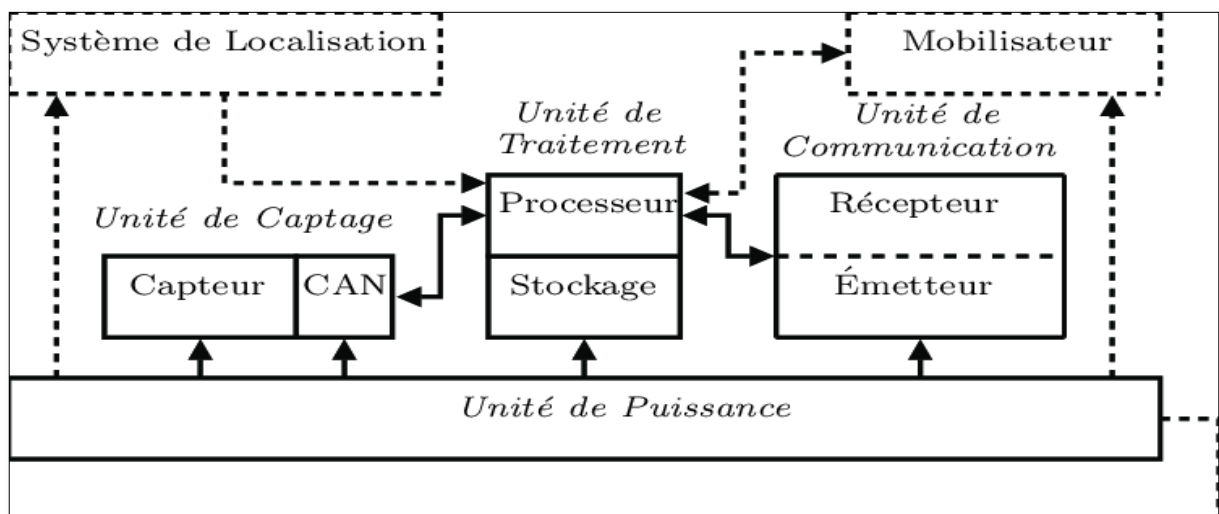 Système de Localisation
Mobilisateur
Unité de
Traitement
Unité de
Communication
Unité de Captage
Processeur
Récepteur
Capteur
CAN
Stockage
Émetteur
Unité de Puissance